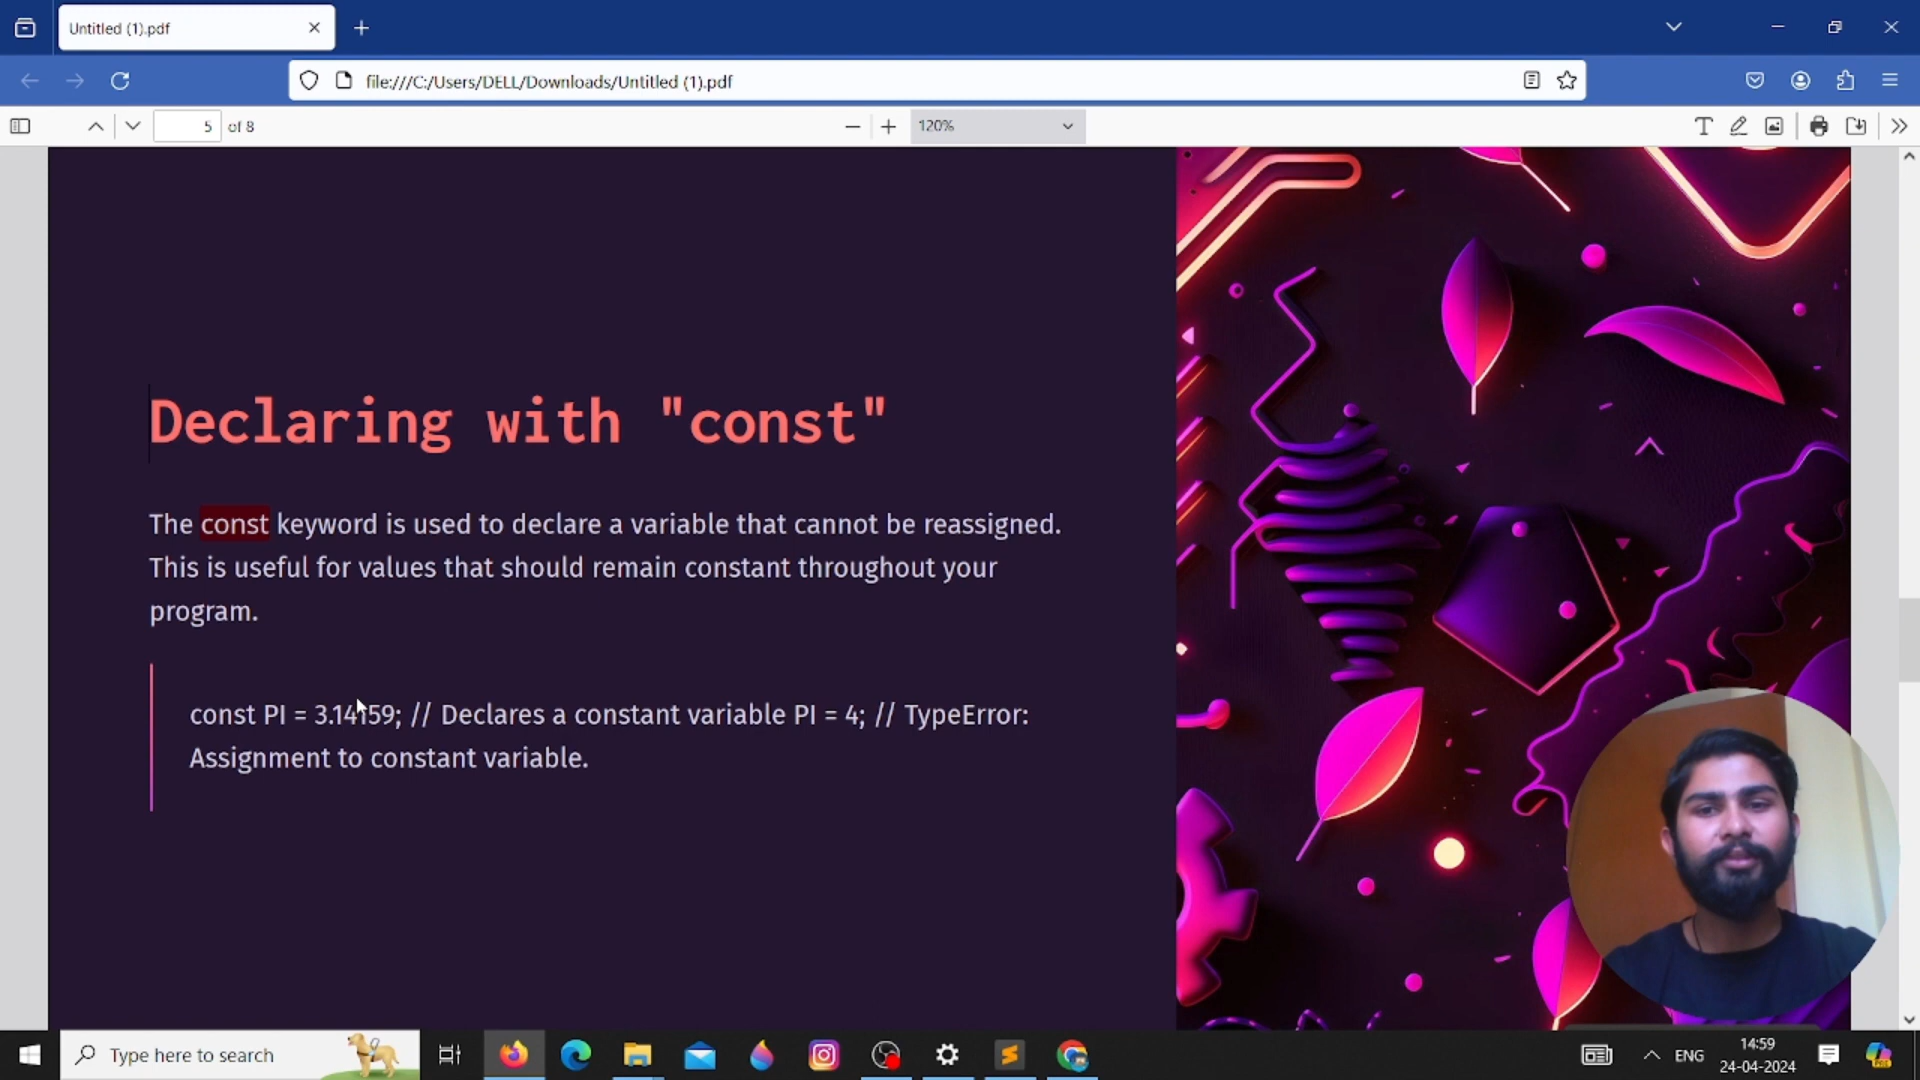 Untitled (1).pdf
file:///C:/Users/DELL/Downloads/Untitled (1).pdf
5 of 8
120%
Declaring with "const"
The const keyword is used to declare a variable that cannot be reassigned.
This is useful for values that should remain constant throughout your
program.
const PI = 3.14159; // Declares a constant variable PI = 4; // TypeError:
Assignment to constant variable.
Type here to search
ENG
14:59
24-04-2024